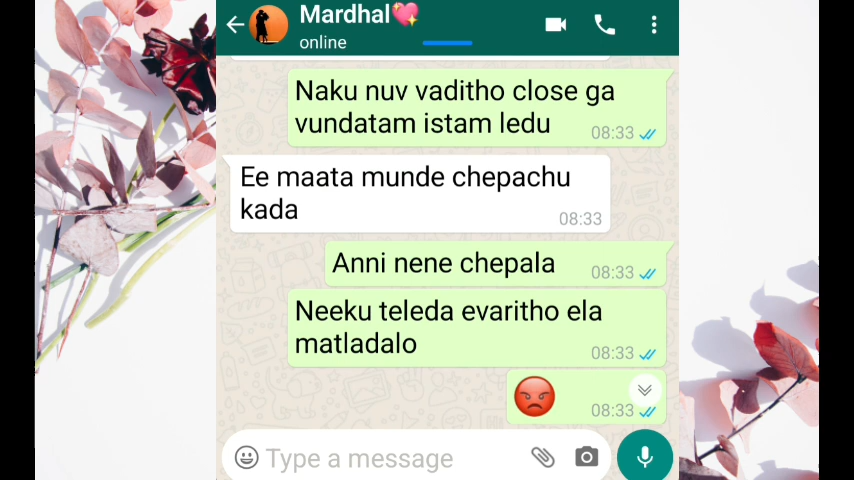 Mardhal💖
online
Naku nuv vaditho close ga
vundatam istam ledu
08:33
Ee maata munde chepachu
kada
08:33
Anni nene chepala
08:33
Neeku teleda evaritho ela
matladalo
08:33
😡
08:33
Type a message